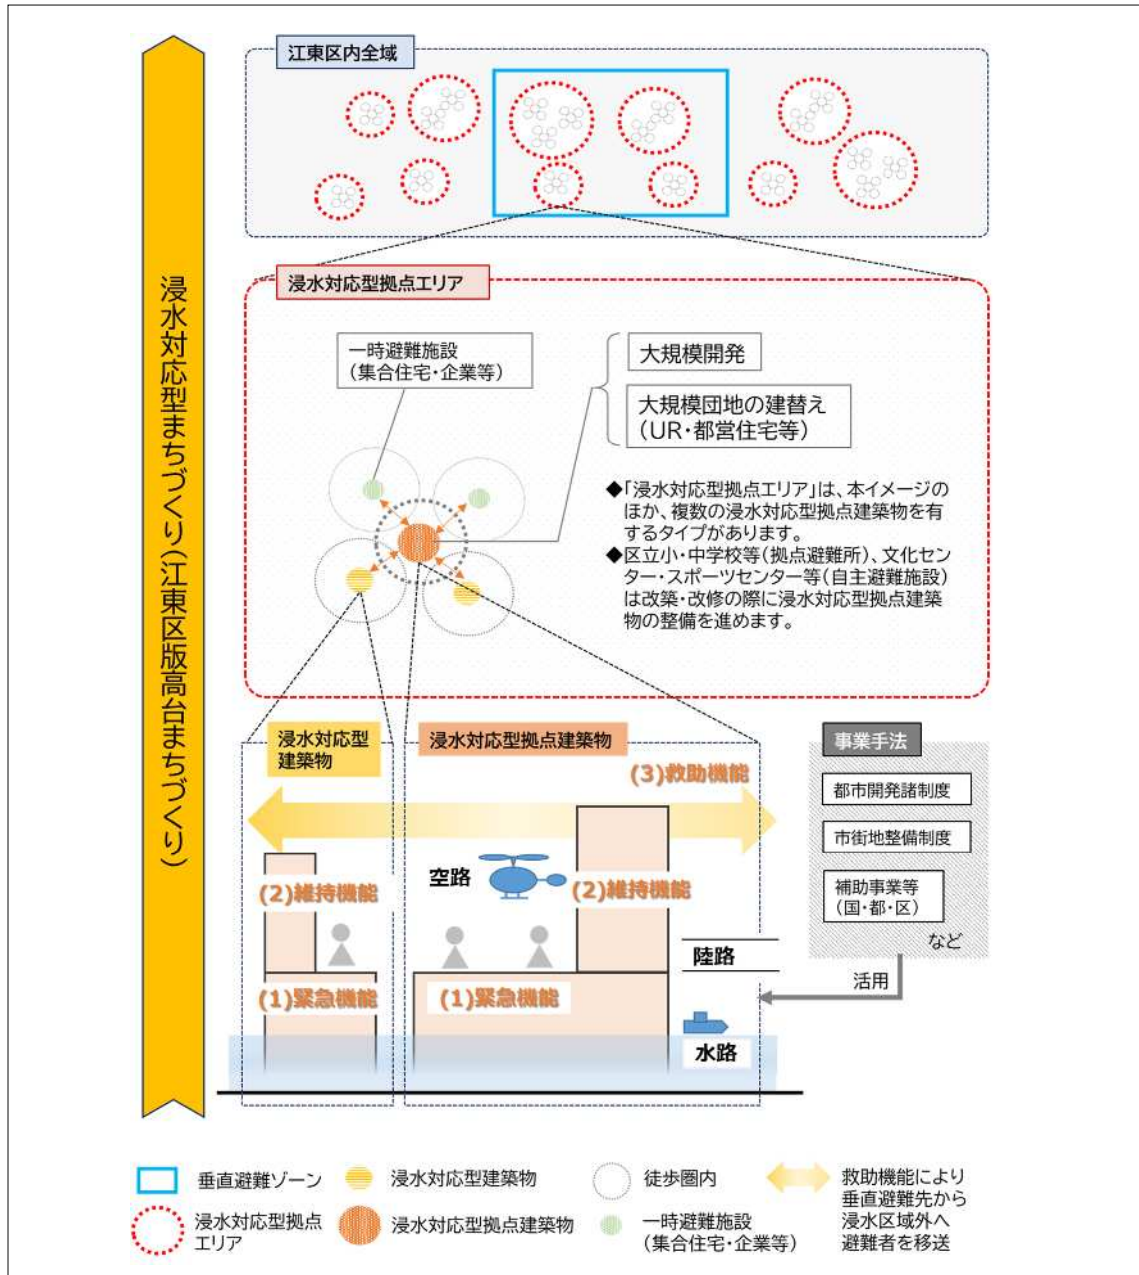 江東区内全域
浸水対応型まちづくり(江東区版高台まちづくり)
浸水対応型拠点エリア
一時避難施設
(集合住宅・企業等)
大規模開発
大規模団地の建替え
(UR・都営住宅等)
◆「浸水対応型拠点エリア」は、本イメージの
ほか、複数の浸水対応型拠点建築物を有
するタイプがあります。
◆区立小・中学校等(拠点避難所)、文化セン
ター・スポーツセンター等(自主避難施設)
は改築・改修の際に浸水対応型拠点建築
物の整備を進めます。
浸水対応型
建築物
浸水対応型拠点建築物
(3)救助機能
空路
(2)維持機能
(2)維持機能
(1)緊急機能
(1)緊急機能
陸路
水路
事業手法
都市開発諸制度
市街地整備制度
補助事業等
(国・都・区)
など
活用
垂直避難ゾーン
浸水対応型建築物
徒歩圏内
救助機能により
垂直避難先から
浸水区域外へ
避難者を移送
浸水対応型拠点
エリア
浸水対応型拠点建築物
一時避難施設
(集合住宅・企業等)